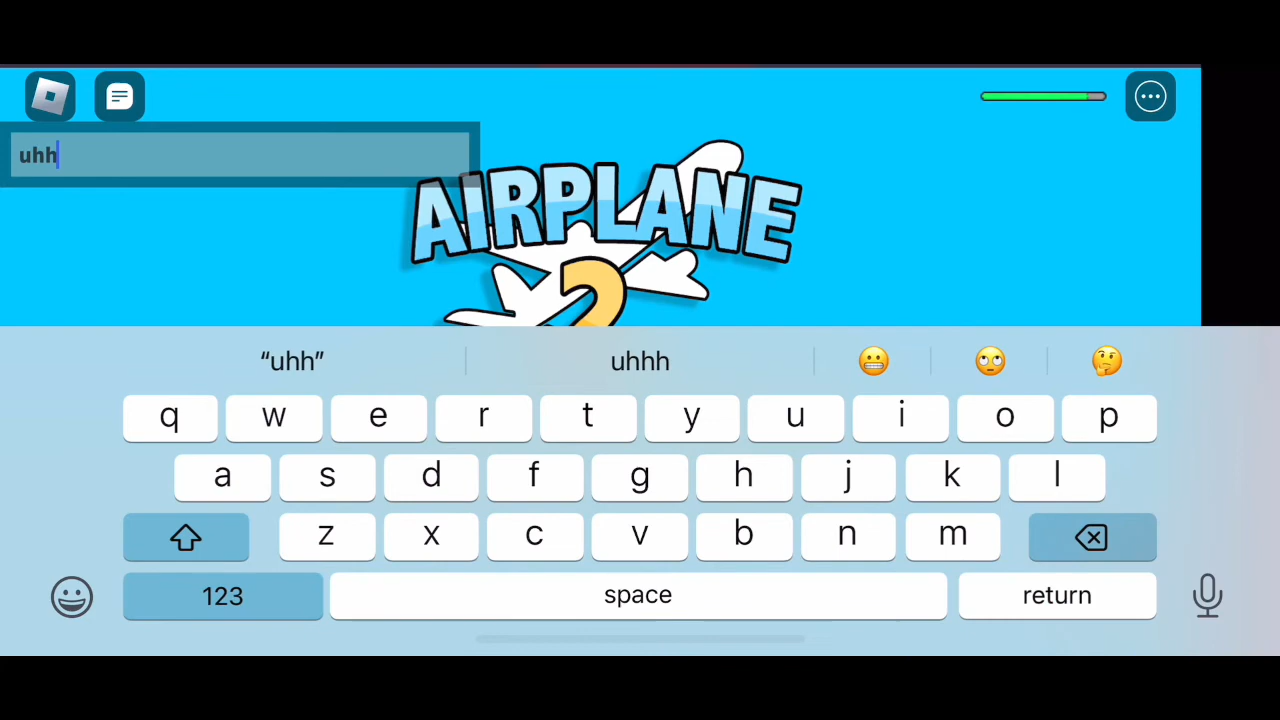 uhh
AIRPLANE
2
“uhh” uhhh
q w e r t y u i o p
a s d f g h j k l
z x c v b n m
123 space return